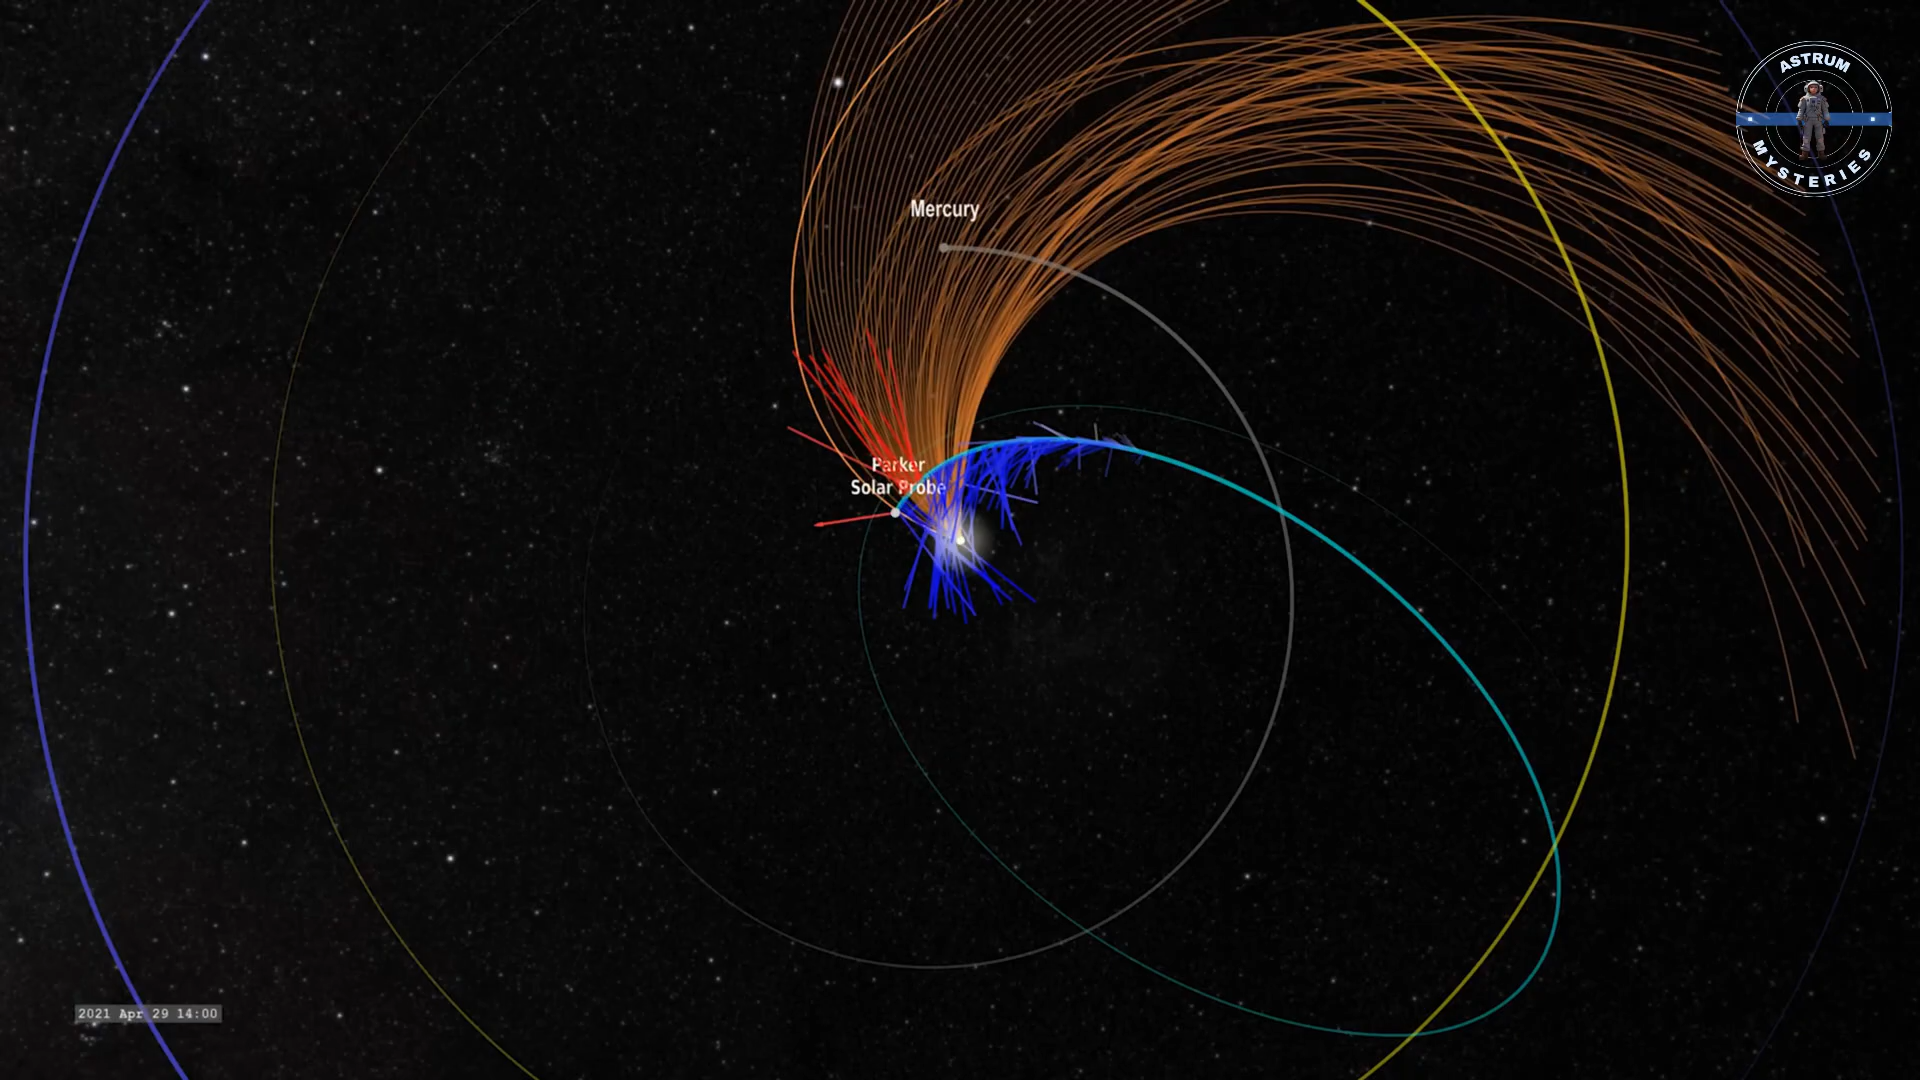 ASTRUM
MYSTERIES
Mercury
Parker
Solar Probe
2021 Apr 29 14:00